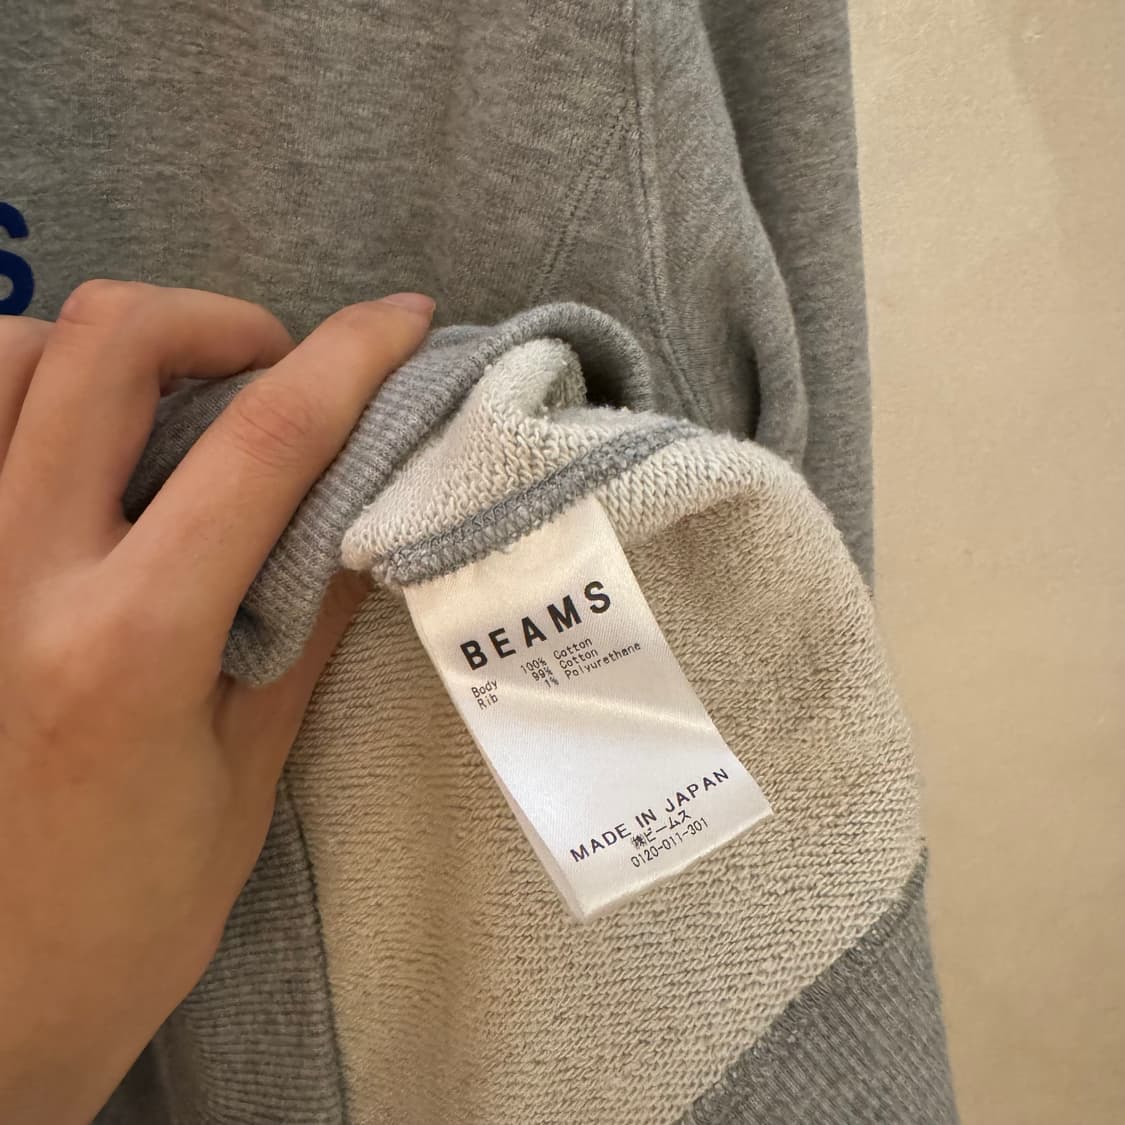 S
BEAMS
Body 100% Cotton
Rib 99% Cotton
1% Polyurethane
MADE IN JAPAN
㈱ビームス
0120-011-301